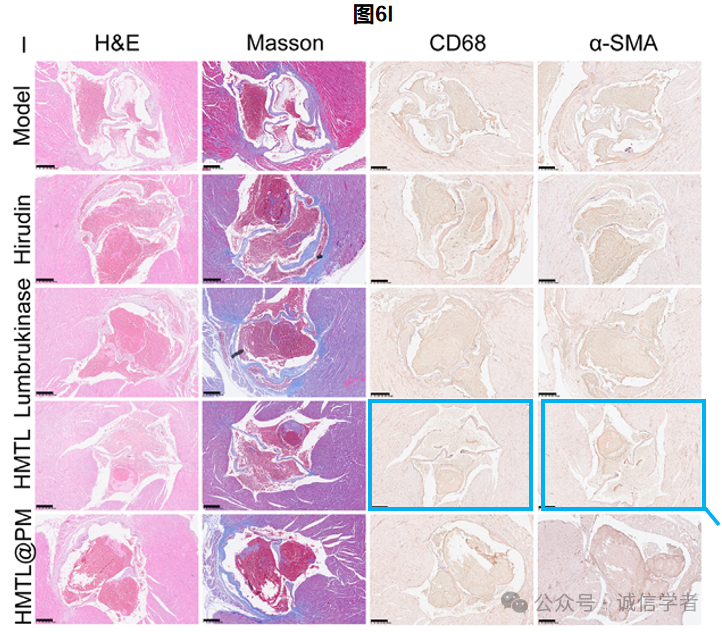 图6I
I H&E Masson CD68 α-SMA
Model
Hirudin
Lumbrukinase
HMTL
HMTL@PM
公众号 · 诚信学者